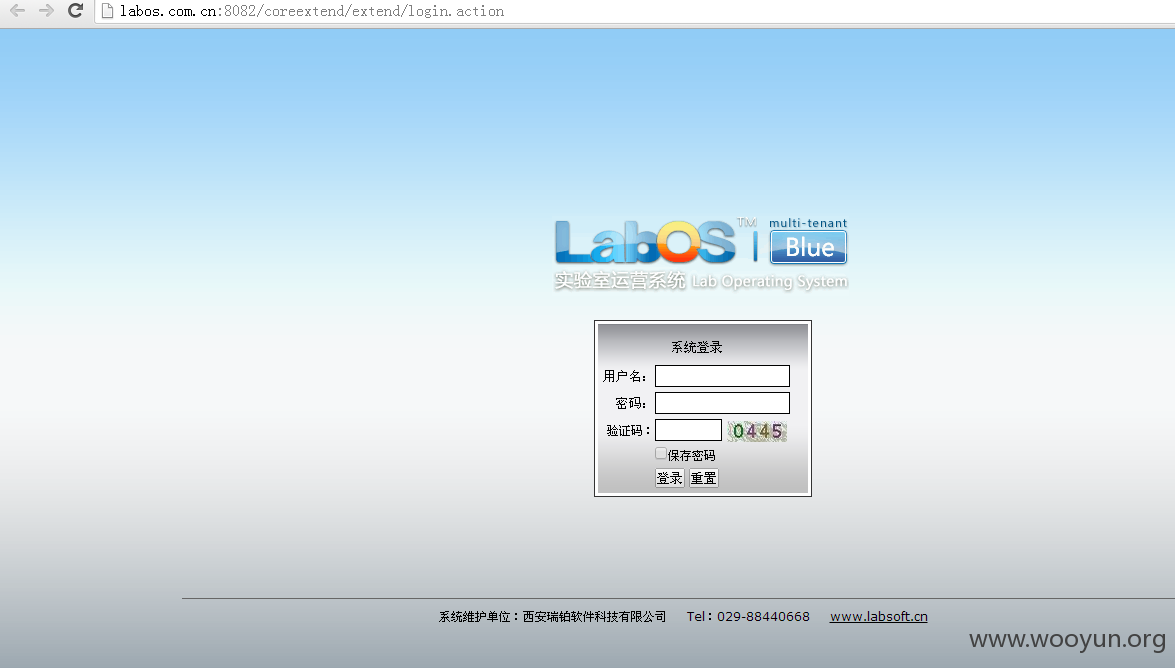 labos.com.cn:8082/coreextend/extend/login.action
LabOS™ multi-tenant
Blue
实验室运营系统 Lab Operating System
系统登录
用户名：
密码：
验证码： 0445
保存密码
登录 重置
系统维护单位：西安瑞铂软件科技有限公司 Tel：029-88440668 www.labsoft.cn
www.wooyun.org